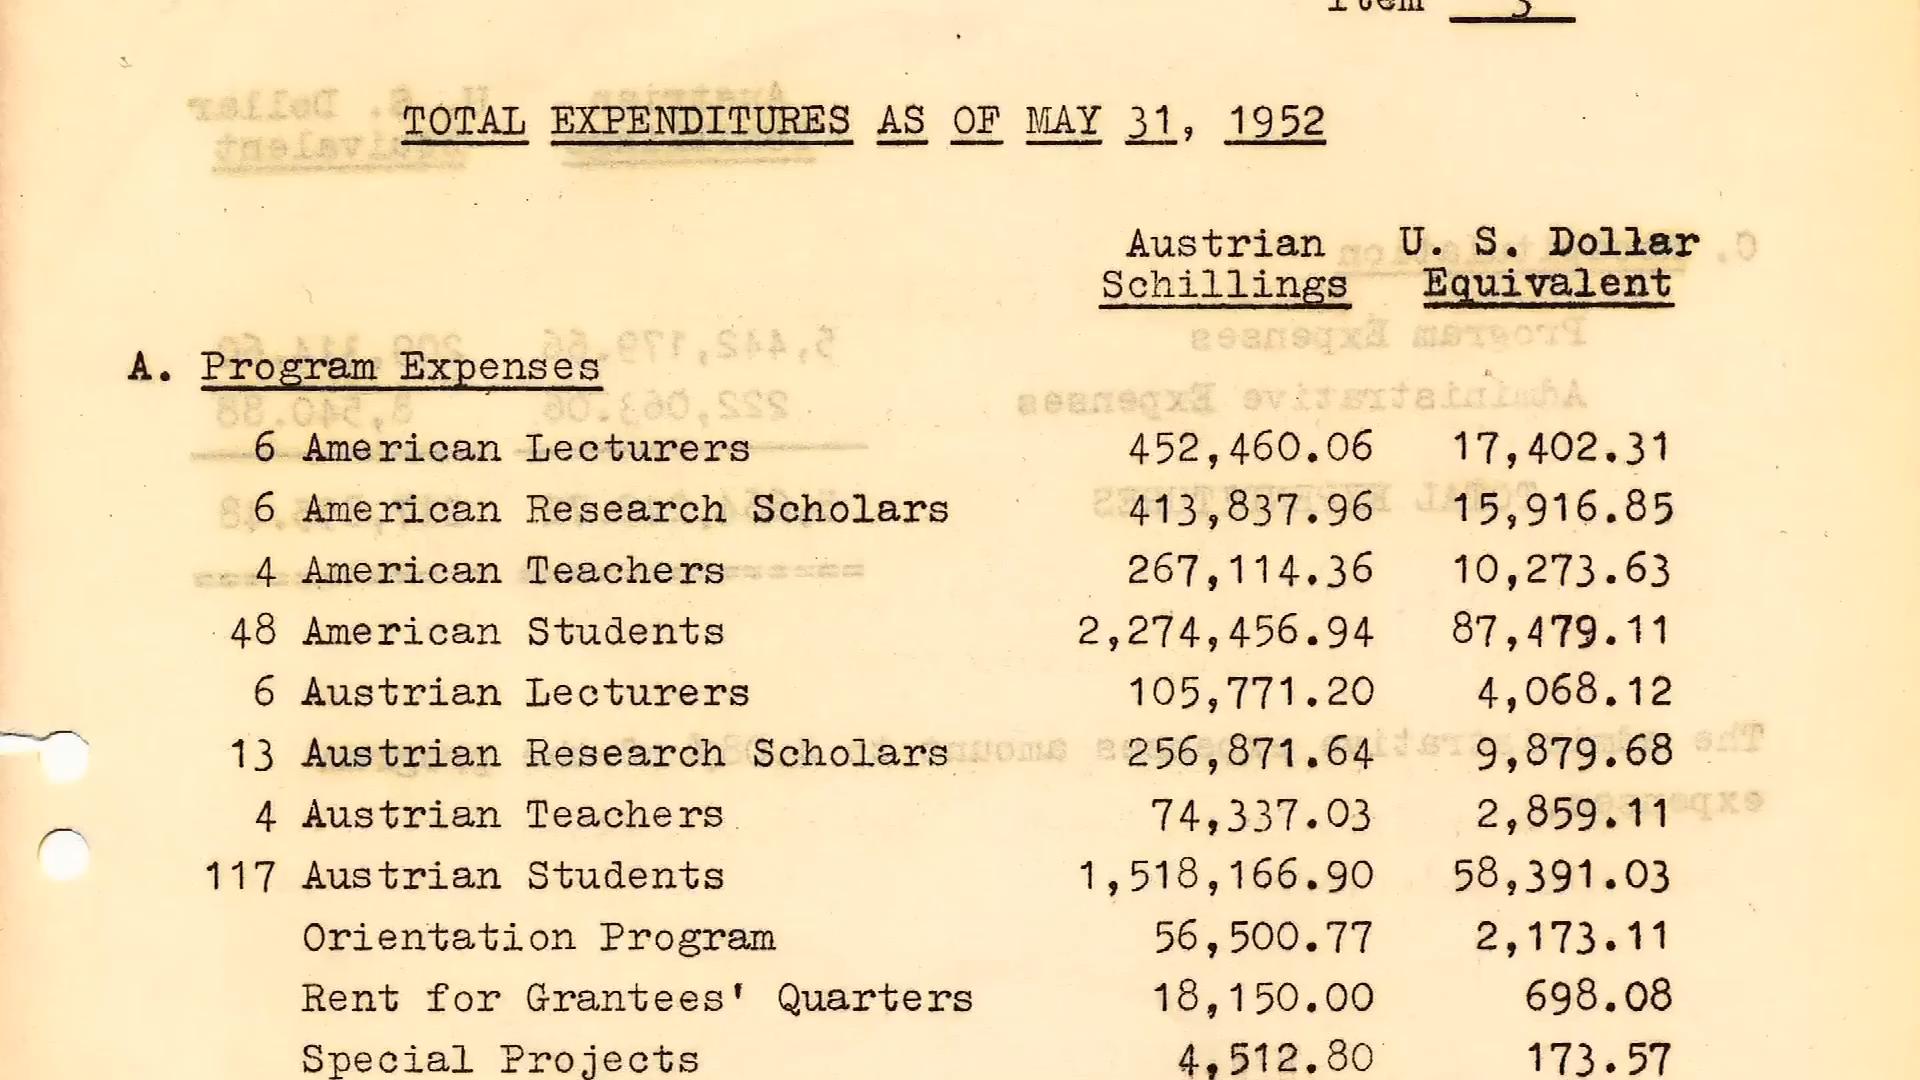 Item 3
TOTAL EXPENDITURES AS OF MAY 31, 1952
Austrian U. S. Dollar
Schillings Equivalent
A. Program Expenses
6 American Lecturers 452,460.06 17,402.31
6 American Research Scholars 413,837.96 15,916.85
4 American Teachers 267,114.36 10,273.63
48 American Students 2,274,456.94 87,479.11
6 Austrian Lecturers 105,771.20 4,068.12
13 Austrian Research Scholars 256,871.64 9,879.68
4 Austrian Teachers 74,337.03 2,859.11
117 Austrian Students 1,518,166.90 58,391.03
Orientation Program 56,500.77 2,173.11
Rent for Grantees' Quarters 18,150.00 698.08
Special Projects 4,512.80 173.57